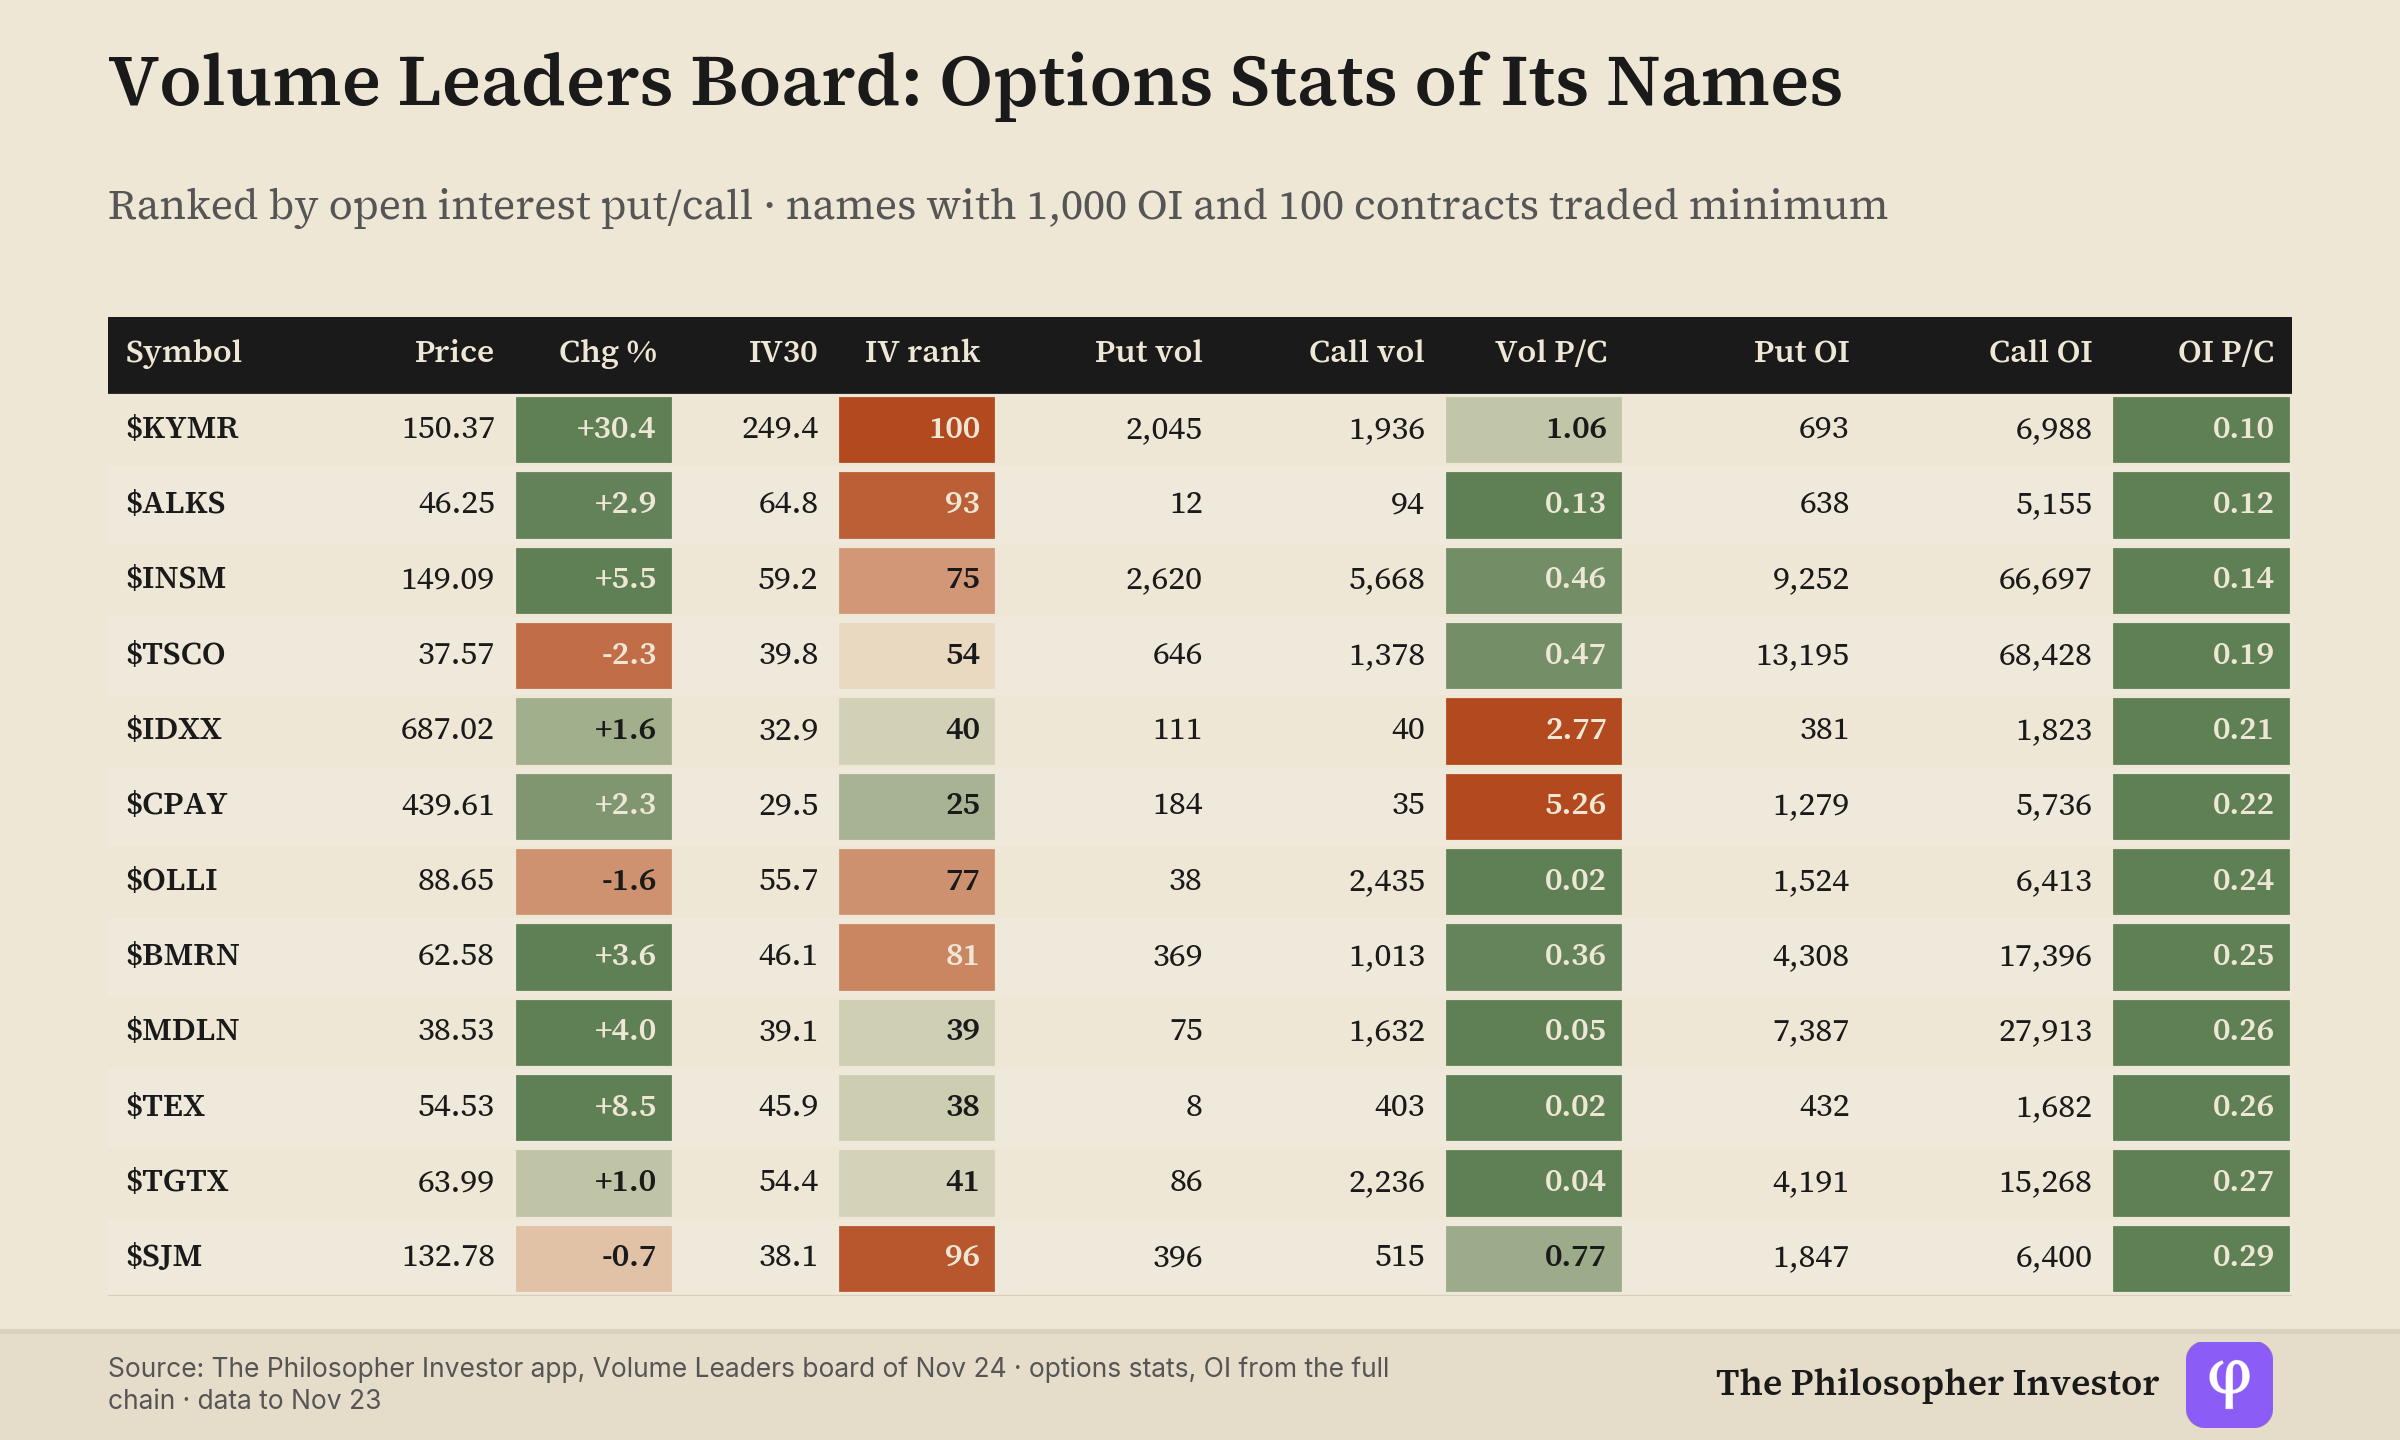 Volume Leaders Board: Options Stats of Its Names
Ranked by open interest put/call · names with 1,000 OI and 100 contracts traded minimum
Symbol Price Chg % IV30 IV rank Put vol Call vol Vol P/C Put OI Call OI OI P/C
$KYMR 150.37 +30.4 249.4 100 2,045 1,936 1.06 693 6,988 0.10
$ALKS 46.25 +2.9 64.8 93 12 94 0.13 638 5,155 0.12
$INSM 149.09 +5.5 59.2 75 2,620 5,668 0.46 9,252 66,697 0.14
$TSCO 37.57 -2.3 39.8 54 646 1,378 0.47 13,195 68,428 0.19
$IDXX 687.02 +1.6 32.9 40 111 40 2.77 381 1,823 0.21
$CPAY 439.61 +2.3 29.5 25 184 35 5.26 1,279 5,736 0.22
$OLLI 88.65 -1.6 55.7 77 38 2,435 0.02 1,524 6,413 0.24
$BMRN 62.58 +3.6 46.1 81 369 1,013 0.36 4,308 17,396 0.25
$MDLN 38.53 +4.0 39.1 39 75 1,632 0.05 7,387 27,913 0.26
$TEX 54.53 +8.5 45.9 38 8 403 0.02 432 1,682 0.26
$TGTX 63.99 +1.0 54.4 41 86 2,236 0.04 4,191 15,268 0.27
$SJM 132.78 -0.7 38.1 96 396 515 0.77 1,847 6,400 0.29
Source: The Philosopher Investor app, Volume Leaders board of Nov 24 · options stats, OI from the full
chain · data to Nov 23
The Philosopher Investor φ